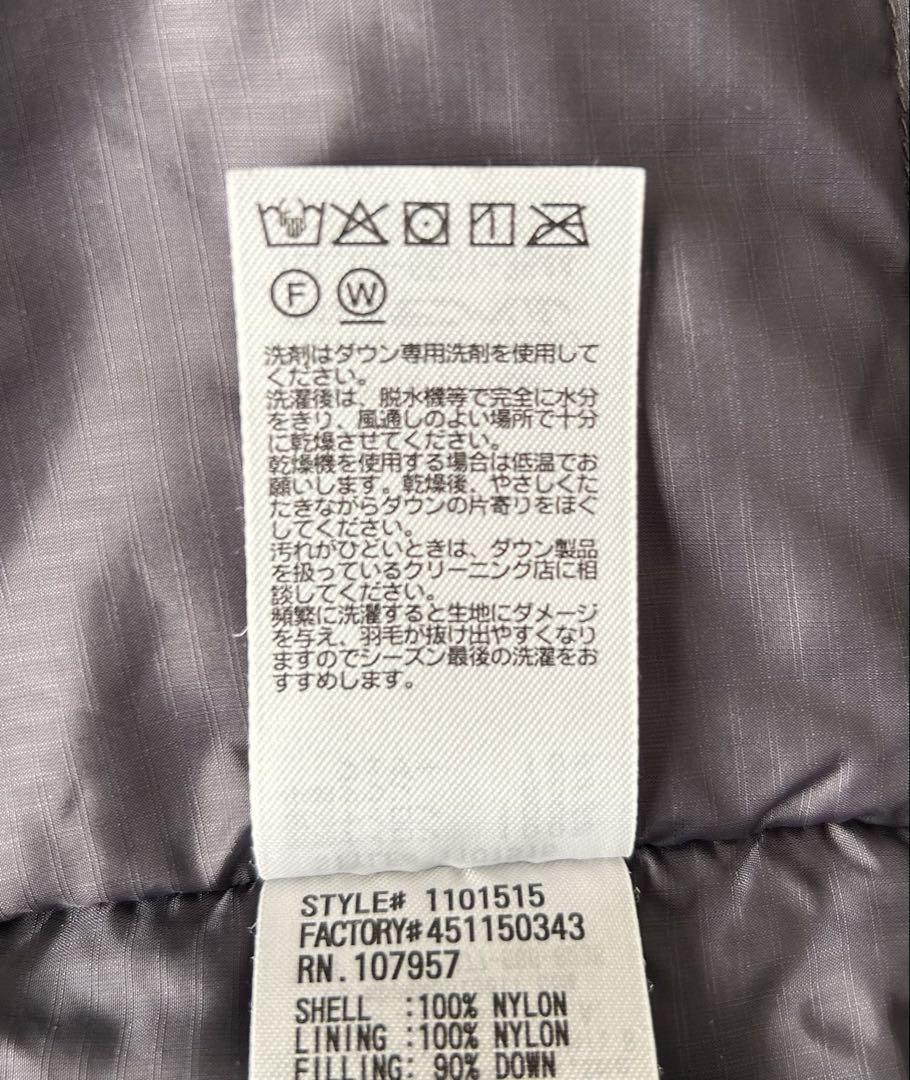 F W
洗剤はダウン専用洗剤を使用して
ください。
洗濯後は、脱水機等で完全に水分
をきり、風通しのよい場所で十分
に乾燥させてください。
乾燥機を使用する場合は低温でお
願いします。乾燥後、やさしくた
たきながらダウンの片寄りをほぐ
してください。
汚れがひどいときは、ダウン製品
を扱っているクリーニング店に相
談してください。
頻繁に洗濯すると生地にダメージ
を与え、羽毛が抜け出やすくなり
ますのでシーズン最後の洗濯をお
すすめします。
STYLE# 1101515
FACTORY#451150343
RN.107957
SHELL :100% NYLON
LINING :100% NYLON
FILLING: 90% DOWN